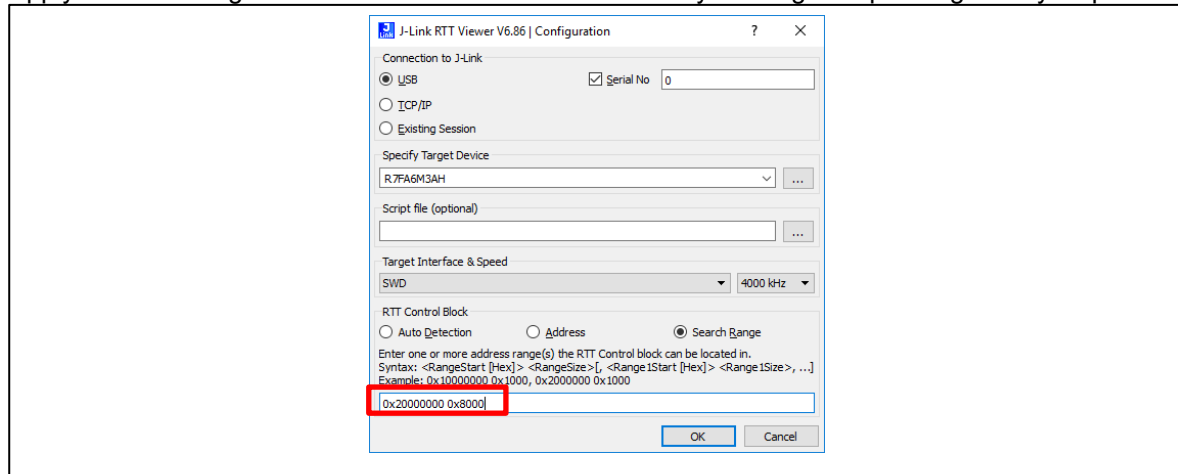 J-Link RTT Viewer V6.86 | Configuration ? ×
Connection to J-Link
USB Serial No 0
TCP/IP
Existing Session
Specify Target Device
R7FA6M3AH ...
Script file (optional)
...
Target Interface & Speed
SWD 4000 kHz
RTT Control Block
Auto Detection Address Search Range
Enter one or more address range(s) the RTT Control block can be located in.
Syntax: <RangeStart [Hex]> <RangeSize>[, <Range1Start [Hex]> <Range1Size>, ...]
Example: 0x10000000 0x1000, 0x2000000 0x1000
0x20000000 0x8000
OK Cancel